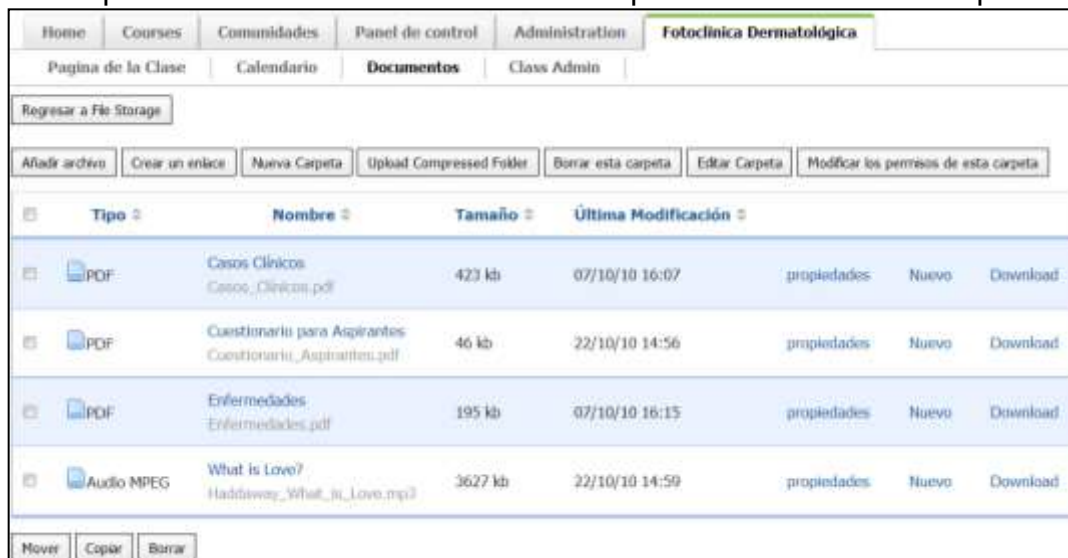 Home Courses Comunidades Panel de control Administration Fotoclínica Dermatológica
Pagina de la Clase Calendario Documentos Class Admin
Regresar a File Storage
Añadir archivo Crear un enlace Nueva Carpeta Upload Compressed Folder Borrar esta carpeta Editar Carpeta Modificar los permisos de esta carpeta
Tipo Nombre Tamaño Última Modificación
PDF Casos Clínicos 423 kb 07/10/10 16:07 propiedades Nuevo Download
Casos_Clinicos.pdf
PDF Cuestionario para Aspirantes 46 kb 22/10/10 14:56 propiedades Nuevo Download
Cuestionario_Aspirantes.pdf
PDF Enfermedades 195 kb 07/10/10 16:15 propiedades Nuevo Download
Enfermedades.pdf
Audio MPEG What is Love? 3627 kb 22/10/10 14:59 propiedades Nuevo Download
Haddaway_What_is_Love.mp3
Mover Copiar Borrar